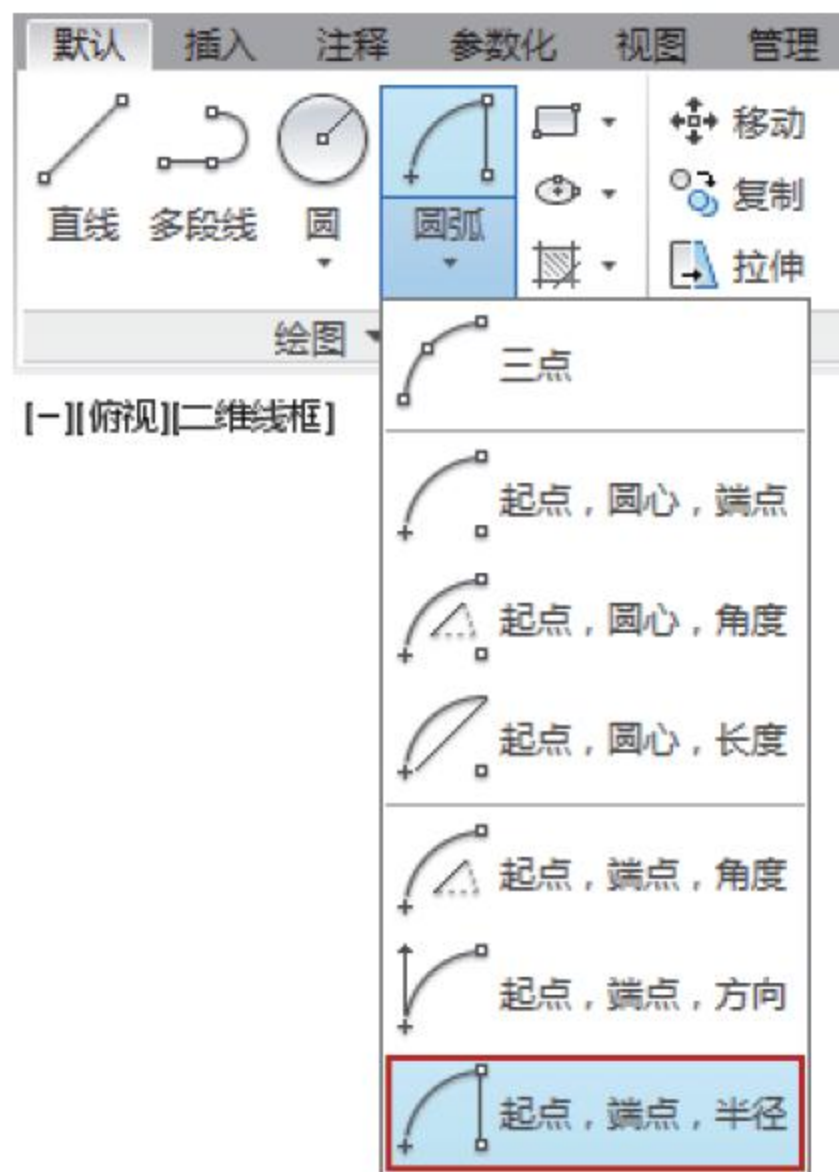 默认 插入 注释 参数化 视图 管理
直线 多段线 圆 圆弧
移动
复制
拉伸
绘图
[-][俯视][二维线框]
三点
起点，圆心，端点
起点，圆心，角度
起点，圆心，长度
起点，端点，角度
起点，端点，方向
起点，端点，半径